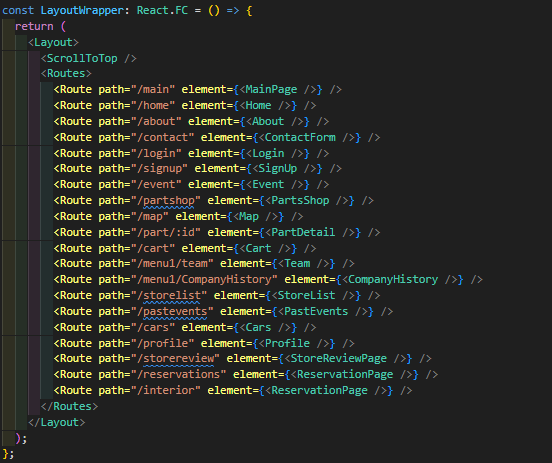 const LayoutWrapper: React.FC = () => {
return (
<Layout>
<ScrollToTop />
<Routes>
<Route path="/main" element={<MainPage />} />
<Route path="/home" element={<Home />} />
<Route path="/about" element={<About />} />
<Route path="/contact" element={<ContactForm />} />
<Route path="/login" element={<Login />} />
<Route path="/signup" element={<SignUp />} />
<Route path="/event" element={<Event />} />
<Route path="/partshop" element={<PartsShop />} />
<Route path="/map" element={<Map />} />
<Route path="/part/:id" element={<PartDetail />} />
<Route path="/cart" element={<Cart />} />
<Route path="/menu1/team" element={<Team />} />
<Route path="/menu1/CompanyHistory" element={<CompanyHistory />} />
<Route path="/storelist" element={<StoreList />} />
<Route path="/pastevents" element={<PastEvents />} />
<Route path="/cars" element={<Cars />} />
<Route path="/profile" element={<Profile />} />
<Route path="/storereview" element={<StoreReviewPage />} />
<Route path="/reservations" element={<ReservationPage />} />
<Route path="/interior" element={<ReservationPage />} />
</Routes>
</Layout>
);
};